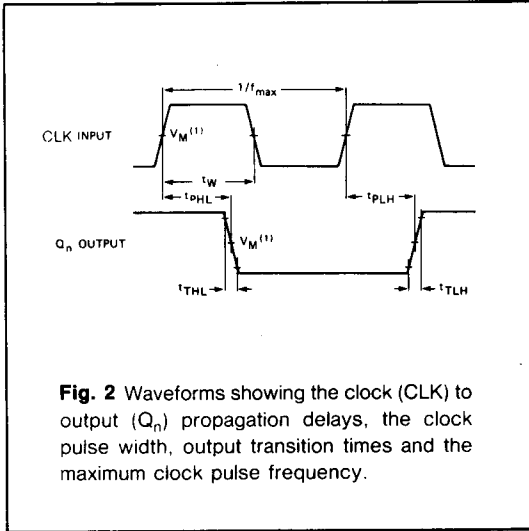 1/fmax
CLK INPUT
VM(1)
tW
tPHL
tPLH
Qn OUTPUT
VM(1)
tTHL
tTLH
Fig. 2 Waveforms showing the clock (CLK) to
output (Qn) propagation delays, the clock
pulse width, output transition times and the
maximum clock pulse frequency.